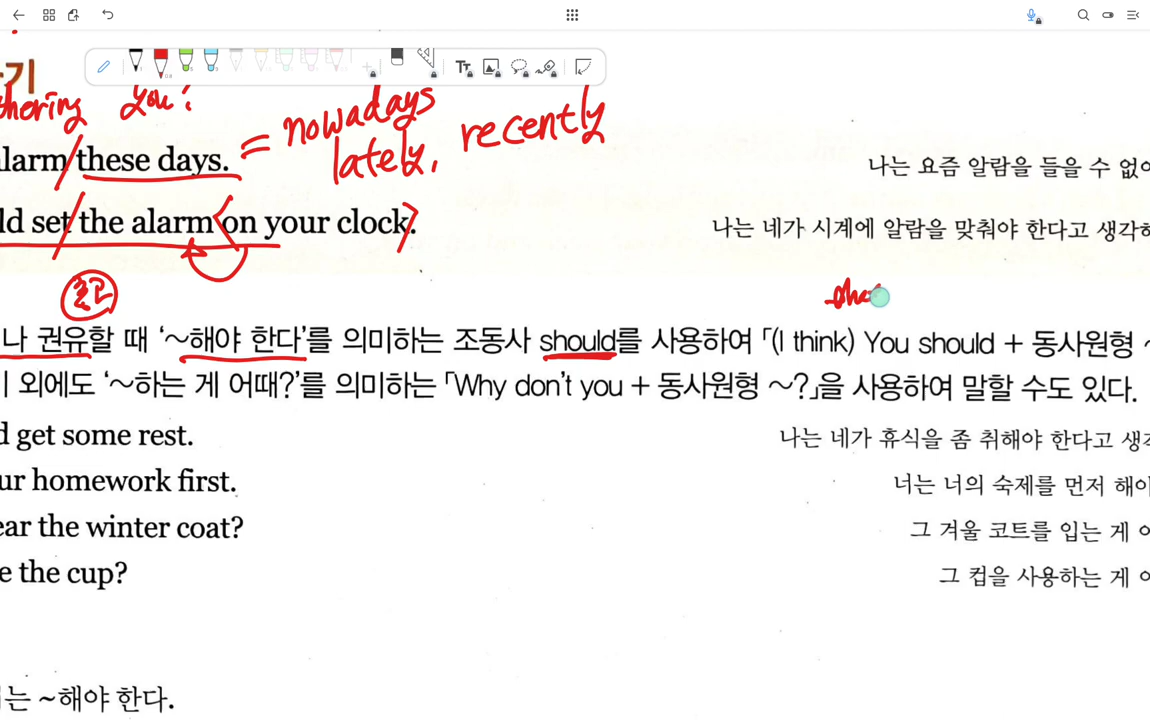 기
thering you?
= nowadays
lately, recently
alarm these days.
나는 요즘 알람을 들을 수 없어
ld set the alarm on your clock.
나는 네가 시계에 알람을 맞춰야 한다고 생각하
충고
나 권유할 때 ‘~해야 한다’를 의미하는 조동사 should를 사용하여 「(I think) You should + 동사원형 ~
기 외에도 ‘~하는 게 어때?’를 의미하는 「Why don’t you + 동사원형 ~?」을 사용하여 말할 수도 있다.
d get some rest.
나는 네가 휴식을 좀 취해야 한다고 생각
ur homework first.
너는 너의 숙제를 먼저 해야
ear the winter coat?
그 겨울 코트를 입는 게 어
e the cup?
그 컵을 사용하는 게 어
는 ~해야 한다.